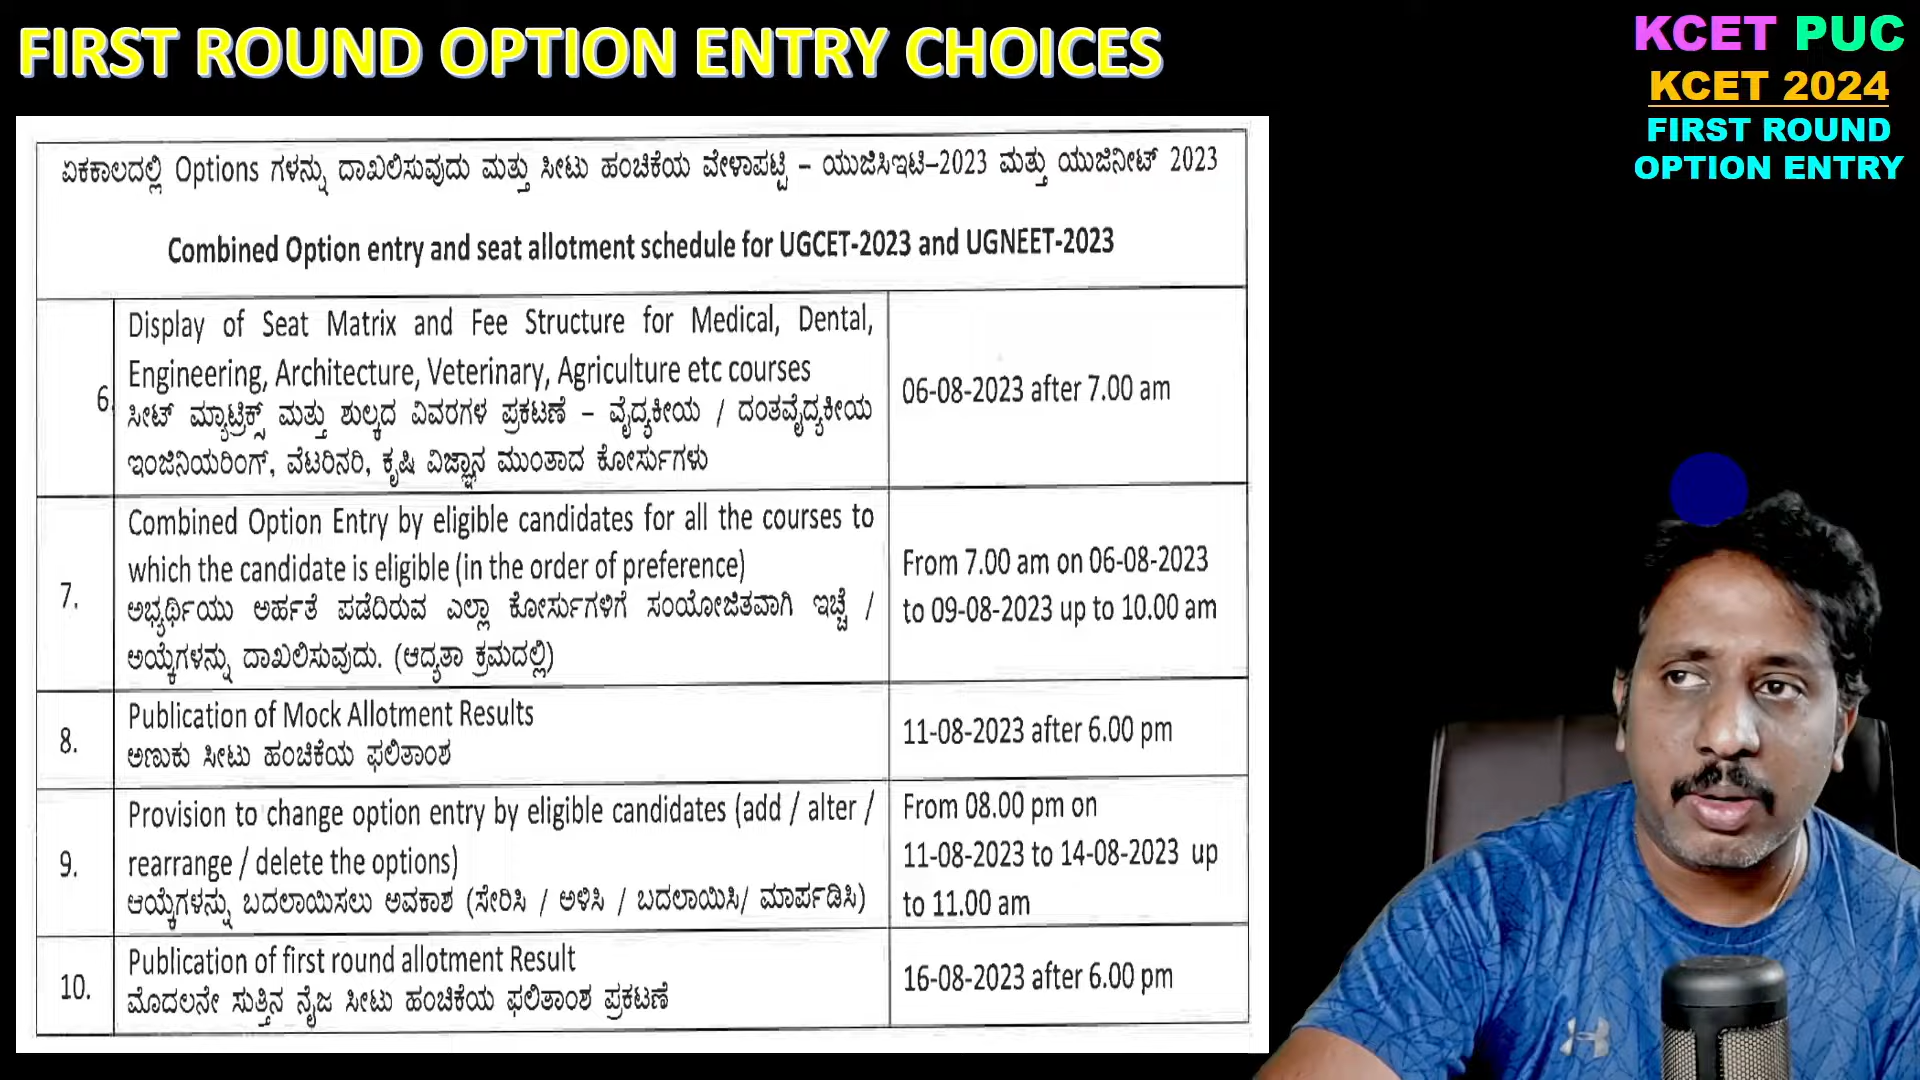 FIRST ROUND OPTION ENTRY CHOICES
KCET PUC
KCET 2024
FIRST ROUND
OPTION ENTRY
ಏಕಕಾಲದಲ್ಲಿ Options ಗಳನ್ನು ದಾಖಲಿಸುವುದು ಮತ್ತು ಸೀಟು ಹಂಚಿಕೆಯ ವೇಳಾಪಟ್ಟಿ – ಯುಜಿಸಿಇಟಿ–2023 ಮತ್ತು ಯುಜಿನೀಟ್ 2023
Combined Option entry and seat allotment schedule for UGCET-2023 and UGNEET-2023
6.
Display of Seat Matrix and Fee Structure for Medical, Dental,
Engineering, Architecture, Veterinary, Agriculture etc courses
ಸೀಟ್ ಮ್ಯಾಟ್ರಿಕ್ಸ್ ಮತ್ತು ಶುಲ್ಕದ ವಿವರಗಳ ಪ್ರಕಟಣೆ – ವೈದ್ಯಕೀಯ / ದಂತವೈದ್ಯಕೀಯ
ಇಂಜಿನಿಯರಿಂಗ್, ವೆಟರಿನರಿ, ಕೃಷಿ ವಿಜ್ಞಾನ ಮುಂತಾದ ಕೋರ್ಸುಗಳು
06-08-2023 after 7.00 am
7.
Combined Option Entry by eligible candidates for all the courses to
which the candidate is eligible (in the order of preference)
ಅಭ್ಯರ್ಥಿಯು ಅರ್ಹತೆ ಪಡೆದಿರುವ ಎಲ್ಲಾ ಕೋರ್ಸುಗಳಿಗೆ ಸಂಯೋಜಿತವಾಗಿ ಇಚ್ಛೆ /
ಆಯ್ಕೆಗಳನ್ನು ದಾಖಲಿಸುವುದು. (ಆದ್ಯತಾ ಕ್ರಮದಲ್ಲಿ)
From 7.00 am on 06-08-2023
to 09-08-2023 up to 10.00 am
8.
Publication of Mock Allotment Results
ಅಣುಕು ಸೀಟು ಹಂಚಿಕೆಯ ಫಲಿತಾಂಶ
11-08-2023 after 6.00 pm
9.
Provision to change option entry by eligible candidates (add / alter /
rearrange / delete the options)
ಆಯ್ಕೆಗಳನ್ನು ಬದಲಾಯಿಸಲು ಅವಕಾಶ (ಸೇರಿಸಿ / ಅಳಿಸಿ / ಬದಲಾಯಿಸಿ/ ಮಾರ್ಪಡಿಸಿ)
From 08.00 pm on
11-08-2023 to 14-08-2023 up
to 11.00 am
10.
Publication of first round allotment Result
ಮೊದಲನೇ ಸುತ್ತಿನ ನೈಜ ಸೀಟು ಹಂಚಿಕೆಯ ಫಲಿತಾಂಶ ಪ್ರಕಟಣೆ
16-08-2023 after 6.00 pm